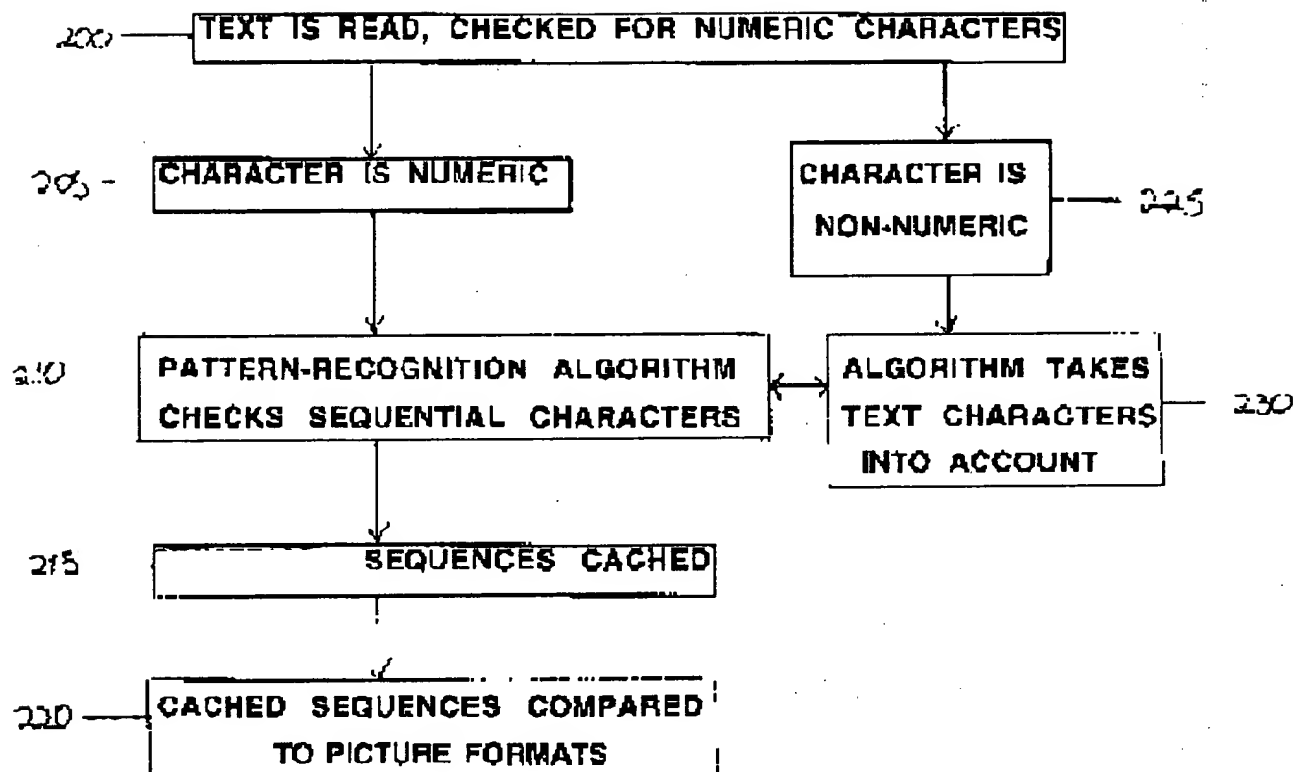 200 TEXT IS READ, CHECKED FOR NUMERIC CHARACTERS
205 CHARACTER IS NUMERIC
CHARACTER IS
NON-NUMERIC
225
210 PATTERN-RECOGNITION ALGORITHM
CHECKS SEQUENTIAL CHARACTERS
ALGORITHM TAKES
TEXT CHARACTERS
INTO ACCOUNT
230
215 SEQUENCES CACHED
220 CACHED SEQUENCES COMPARED
TO PICTURE FORMATS